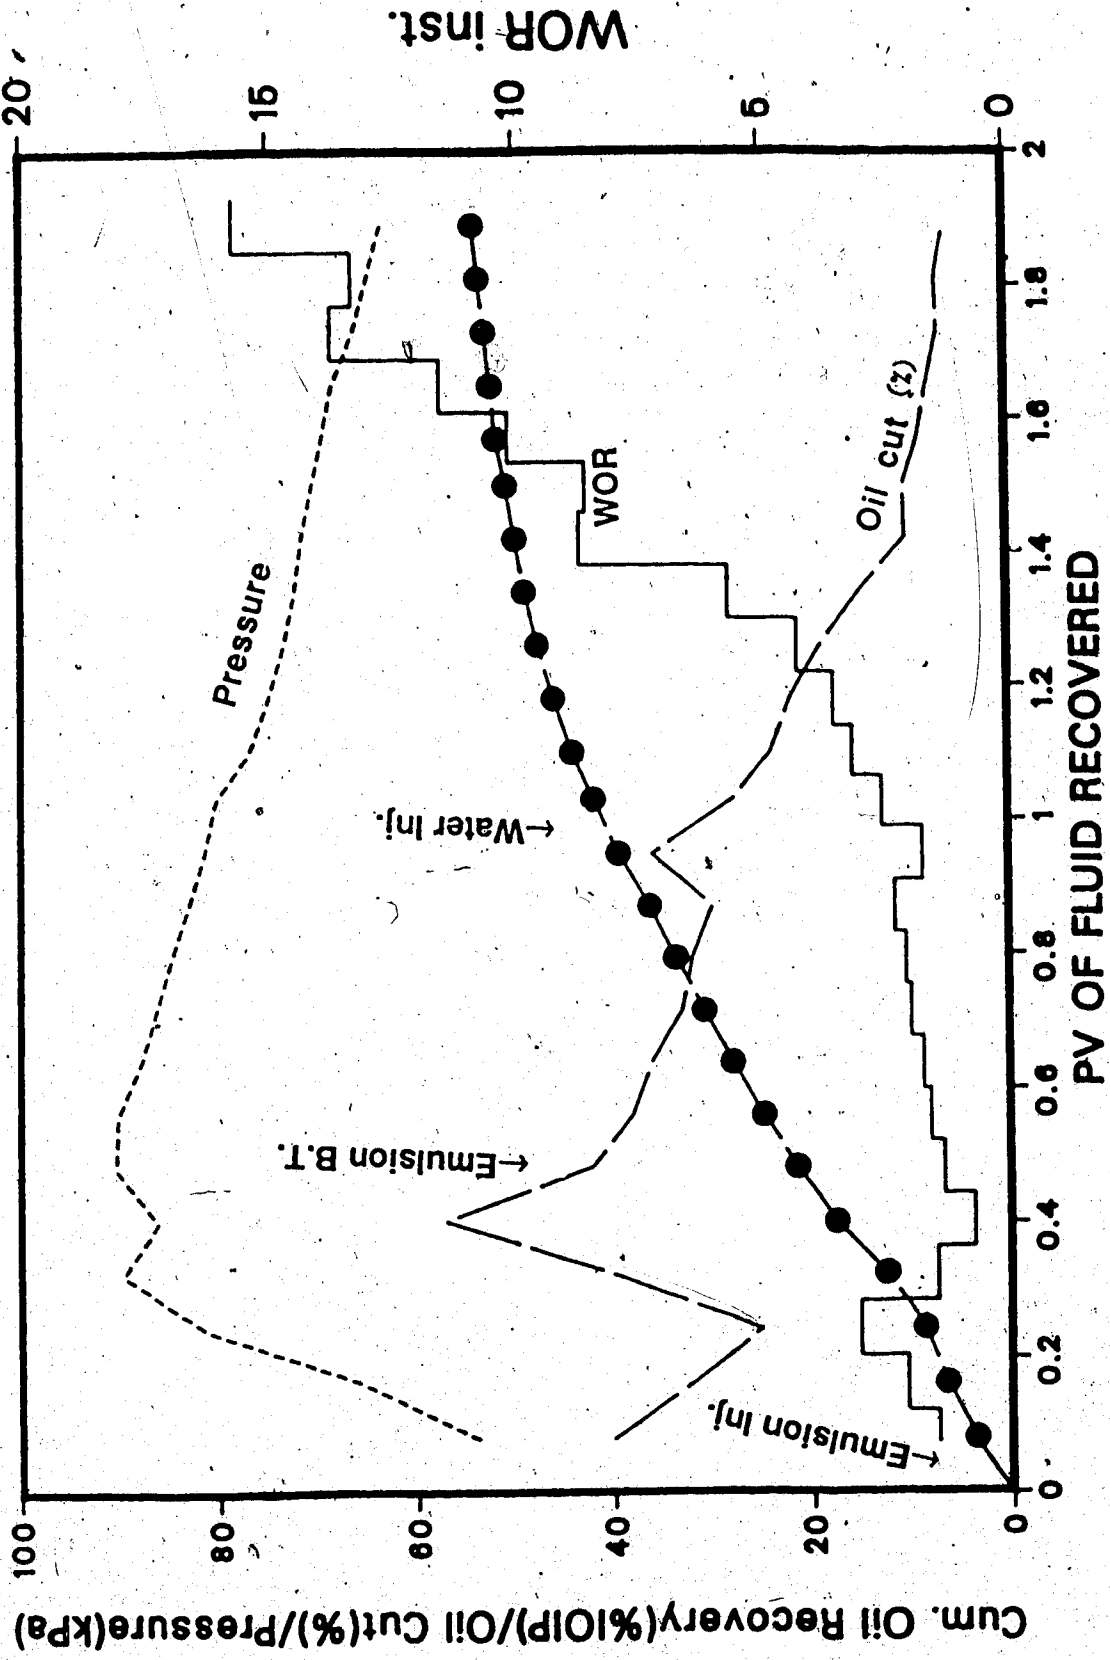 Cum. Oil Recovery(%IOIP)/Oil Cut(%)/Pressure(kPa)
100
80
60
40
20
0
WOR inst.
20
15
10
5
0
Pressure
WOR
Oil cut (%)
←Water Inj.
←Emulsion B.T.
←Emulsion Inj.
0
0.2
0.4
0.6
0.8
1
1.2
1.4
1.6
1.8
2
PV OF FLUID RECOVERED